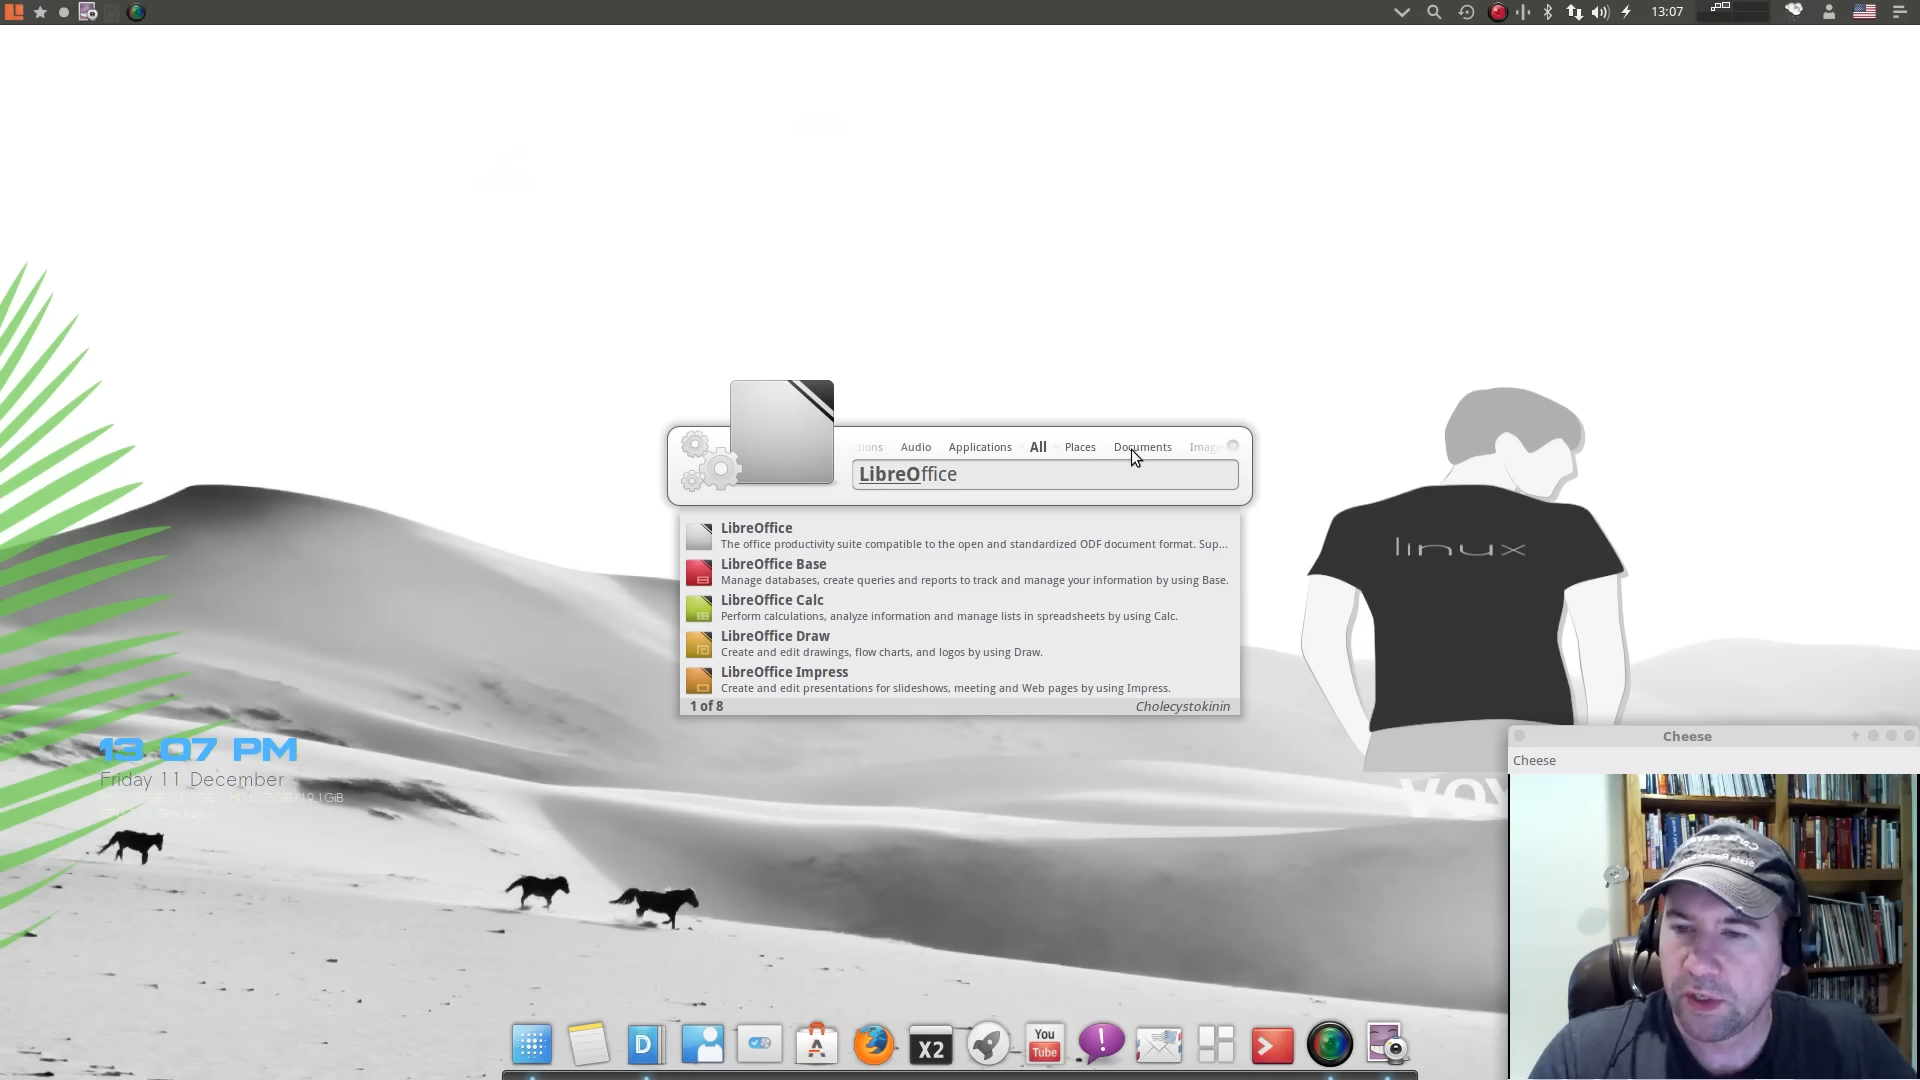 13:07
Audio Applications All Places Documents Image
LibreOffice
LibreOffice
The office productivity suite compatible to the open and standardized ODF document format. Sup...
LibreOffice Base
Manage databases, create queries and reports to track and manage your information by using Base.
LibreOffice Calc
Perform calculations, analyze information and manage lists in spreadsheets by using Calc.
LibreOffice Draw
Create and edit drawings, flow charts, and logos by using Draw.
LibreOffice Impress
Create and edit presentations for slideshows, meeting and Web pages by using Impress.
1 of 8 Cholecystokinin
linux
13 07 PM
Friday 11 December
Cheese
Cheese
D
X2
You
Tube